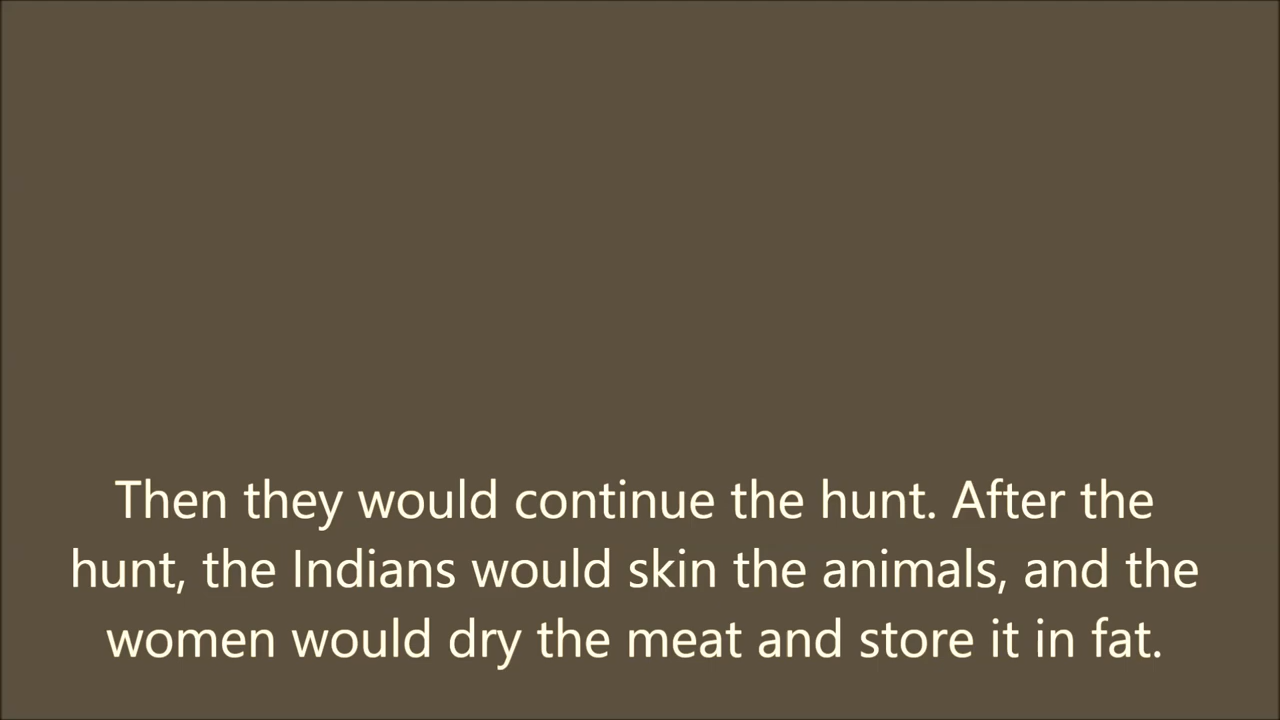 Then they would continue the hunt. After the
hunt, the Indians would skin the animals, and the
women would dry the meat and store it in fat.